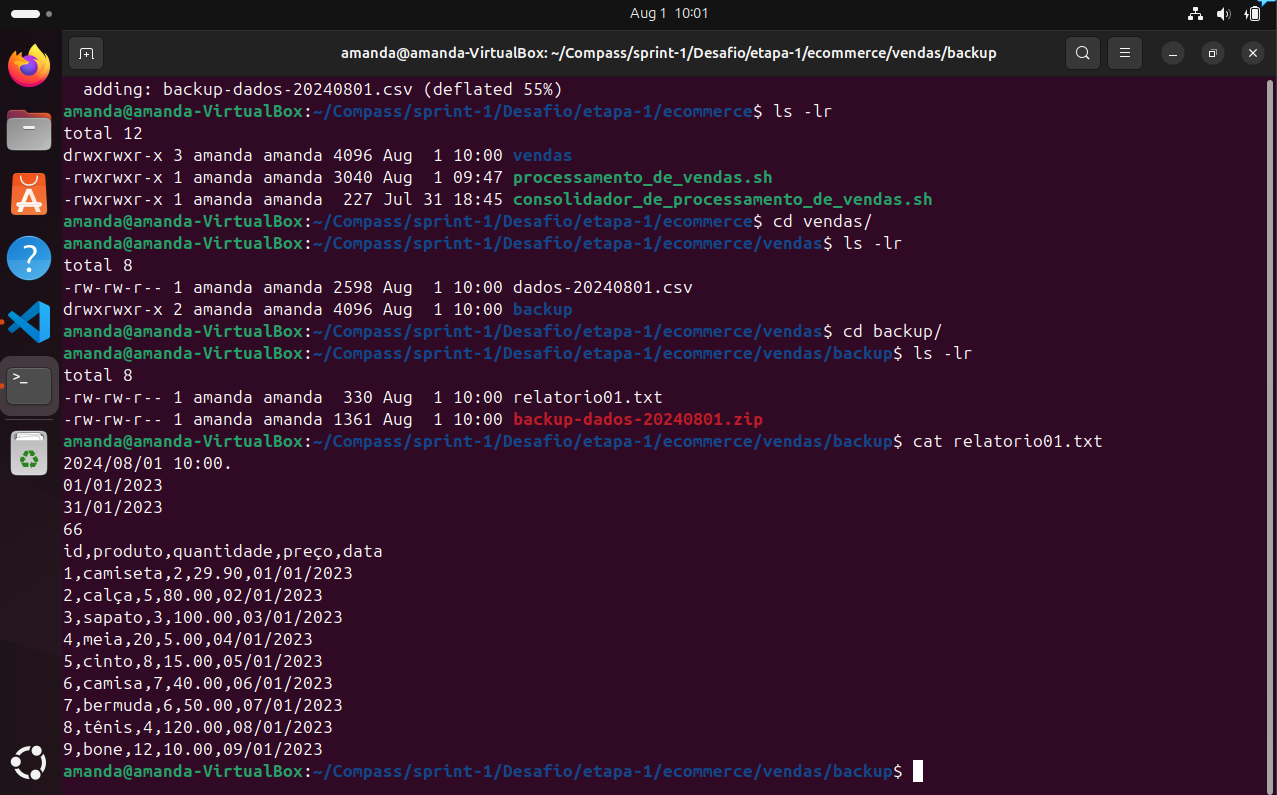 Aug 1 10:01
amanda@amanda-VirtualBox: ~/Compass/sprint-1/Desafio/etapa-1/ecommerce/vendas/backup
  adding: backup-dados-20240801.csv (deflated 55%)
amanda@amanda-VirtualBox:~/Compass/sprint-1/Desafio/etapa-1/ecommerce$ ls -lr
total 12
drwxrwxr-x 3 amanda amanda 4096 Aug  1 10:00 vendas
-rwxrwxr-x 1 amanda amanda 3040 Aug  1 09:47 processamento_de_vendas.sh
-rwxrwxr-x 1 amanda amanda  227 Jul 31 18:45 consolidador_de_processamento_de_vendas.sh
amanda@amanda-VirtualBox:~/Compass/sprint-1/Desafio/etapa-1/ecommerce$ cd vendas/
amanda@amanda-VirtualBox:~/Compass/sprint-1/Desafio/etapa-1/ecommerce/vendas$ ls -lr
total 8
-rw-rw-r-- 1 amanda amanda 2598 Aug  1 10:00 dados-20240801.csv
drwxrwxr-x 2 amanda amanda 4096 Aug  1 10:00 backup
amanda@amanda-VirtualBox:~/Compass/sprint-1/Desafio/etapa-1/ecommerce/vendas$ cd backup/
amanda@amanda-VirtualBox:~/Compass/sprint-1/Desafio/etapa-1/ecommerce/vendas/backup$ ls -lr
total 8
-rw-rw-r-- 1 amanda amanda  330 Aug  1 10:00 relatorio01.txt
-rw-rw-r-- 1 amanda amanda 1361 Aug  1 10:00 backup-dados-20240801.zip
amanda@amanda-VirtualBox:~/Compass/sprint-1/Desafio/etapa-1/ecommerce/vendas/backup$ cat relatorio01.txt
2024/08/01 10:00.
01/01/2023
31/01/2023
66
id,produto,quantidade,preço,data
1,camiseta,2,29.90,01/01/2023
2,calça,5,80.00,02/01/2023
3,sapato,3,100.00,03/01/2023
4,meia,20,5.00,04/01/2023
5,cinto,8,15.00,05/01/2023
6,camisa,7,40.00,06/01/2023
7,bermuda,6,50.00,07/01/2023
8,tênis,4,120.00,08/01/2023
9,bone,12,10.00,09/01/2023
amanda@amanda-VirtualBox:~/Compass/sprint-1/Desafio/etapa-1/ecommerce/vendas/backup$